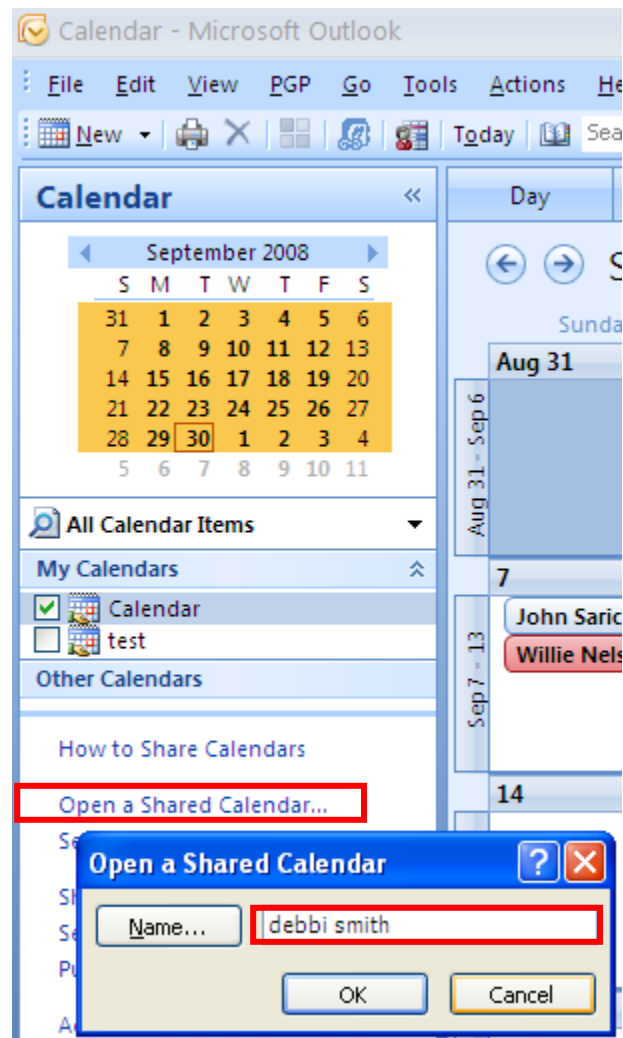 Calendar - Microsoft Outlook
File Edit View PGP Go Tools Actions
New Today
Calendar «
Day
September 2008
S M T W T F S
31 1 2 3 4 5 6
7 8 9 10 11 12 13
14 15 16 17 18 19 20
21 22 23 24 25 26 27
28 29 30 1 2 3 4
5 6 7 8 9 10 11
Aug 31
Aug 31 - Sep 6
All Calendar Items
My Calendars
Calendar
test
Other Calendars
7
John
Willie
Sep 7 - 13
How to Share Calendars
Open a Shared Calendar...
14
Open a Shared Calendar
Name... debbi smith
OK Cancel